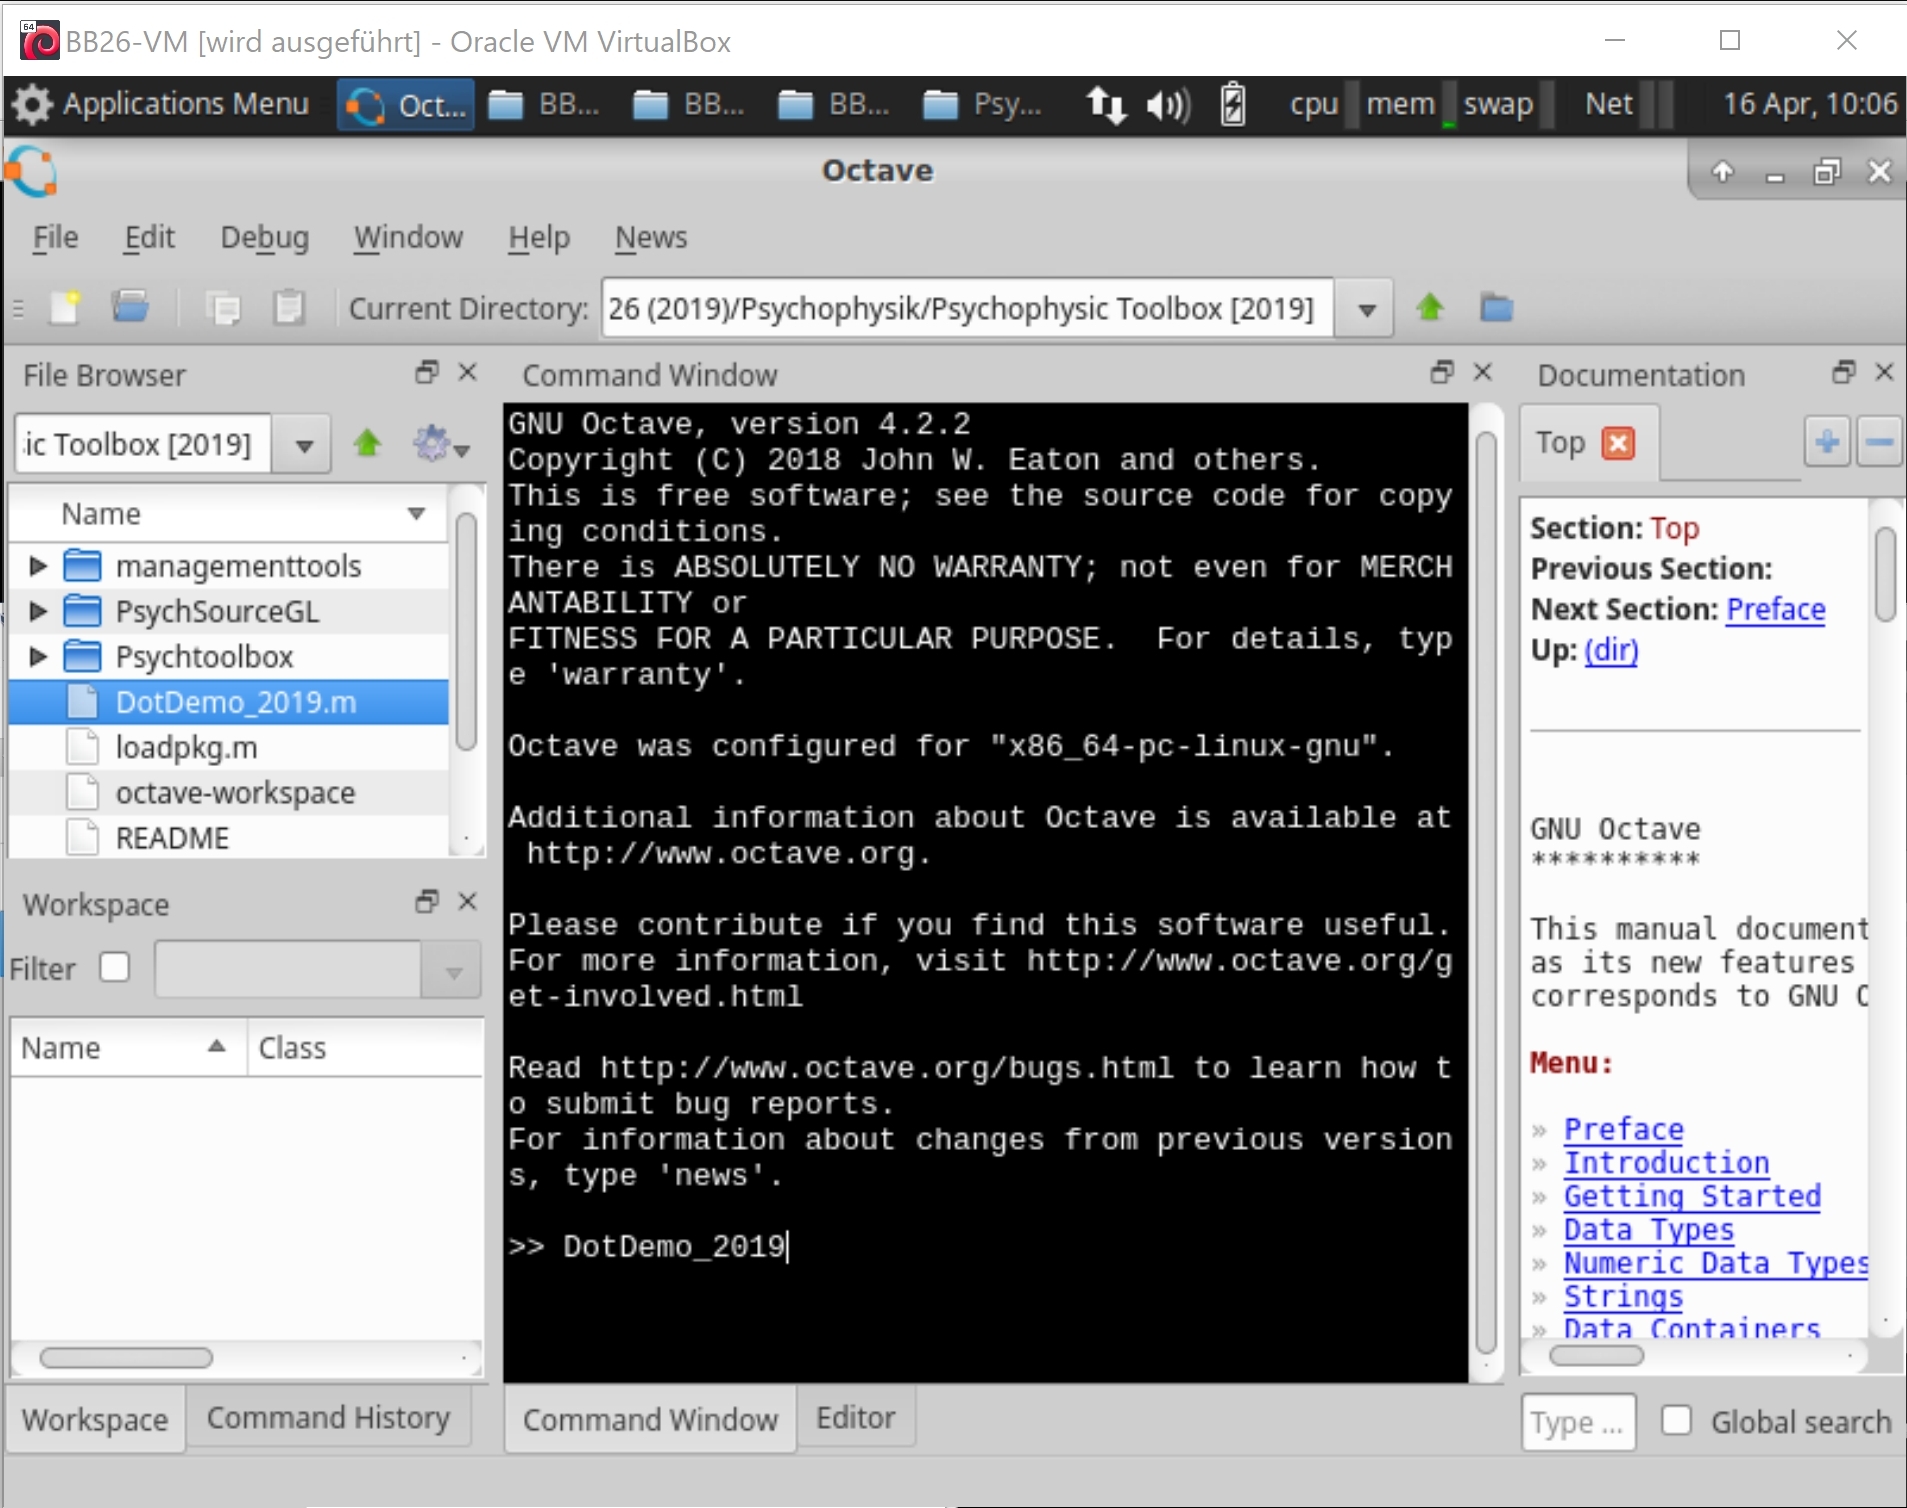 64
BB26-VM [wird ausgeführt] - Oracle VM VirtualBox
Applications Menu Oct... BB... BB... BB... Psy... cpu mem swap Net 16 Apr, 10:06
Octave
File Edit Debug Window Help News
Current Directory: 26 (2019)/Psychophysik/Psychophysic Toolbox [2019]
File Browser
ic Toolbox [2019]
Name
managementtools
PsychSourceGL
Psychtoolbox
DotDemo_2019.m
loadpkg.m
octave-workspace
README
Workspace
Filter
Name Class
Workspace Command History
Command Window
GNU Octave, version 4.2.2
Copyright (C) 2018 John W. Eaton and others.
This is free software; see the source code for copy
ing conditions.
There is ABSOLUTELY NO WARRANTY; not even for MERCH
ANTABILITY or
FITNESS FOR A PARTICULAR PURPOSE.  For details, typ
e 'warranty'.
Octave was configured for "x86_64-pc-linux-gnu".
Additional information about Octave is available at
http://www.octave.org.
Please contribute if you find this software useful.
For more information, visit http://www.octave.org/g
et-involved.html
Read http://www.octave.org/bugs.html to learn how t
o submit bug reports.
For information about changes from previous version
s, type 'news'.
>> DotDemo_2019
Command Window Editor
Documentation
Top
Section: Top
Previous Section:
Next Section: Preface
Up: (dir)
GNU Octave
**********
This manual document
as its new features
corresponds to GNU
Menu:
» Preface
» Introduction
» Getting Started
» Data Types
» Numeric Data Types
» Strings
» Data Containers
Type ... Global search